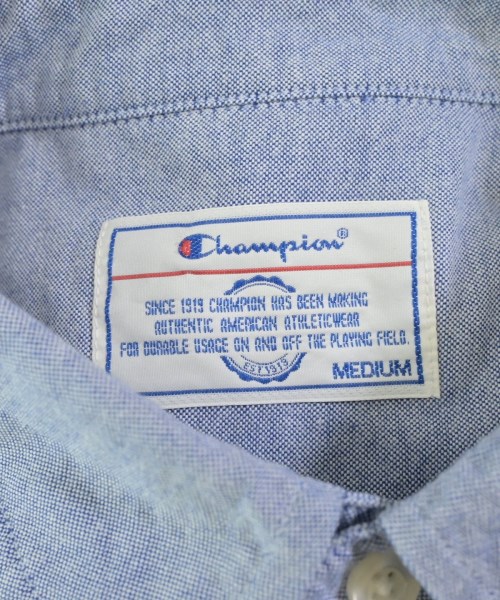 Champion®
SINCE 1919 CHAMPION HAS BEEN MAKING
AUTHENTIC AMERICAN ATHLETICWEAR
FOR DURABLE USAGE ON AND OFF THE PLAYING FIELD.
EST.1919
MEDIUM